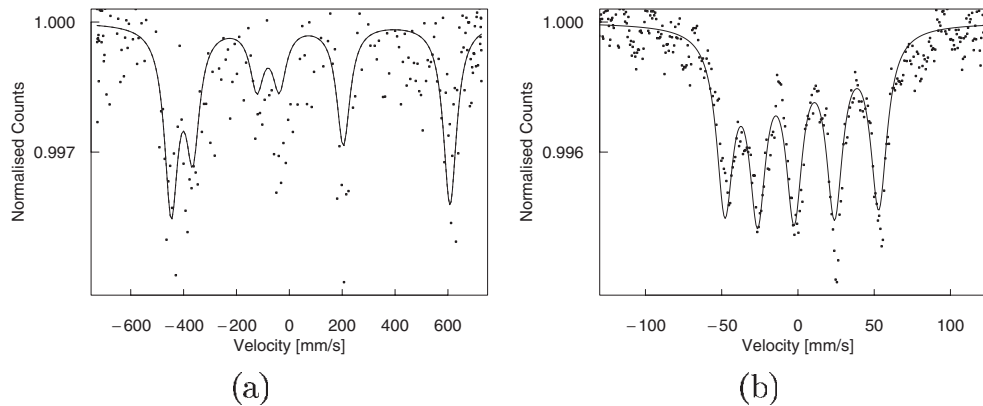 1.000
0.997
Normalised Counts
−600 −400 −200 0 200 400 600
Velocity [mm/s]
(a)
1.000
0.996
Normalised Counts
−100 −50 0 50 100
Velocity [mm/s]
(b)